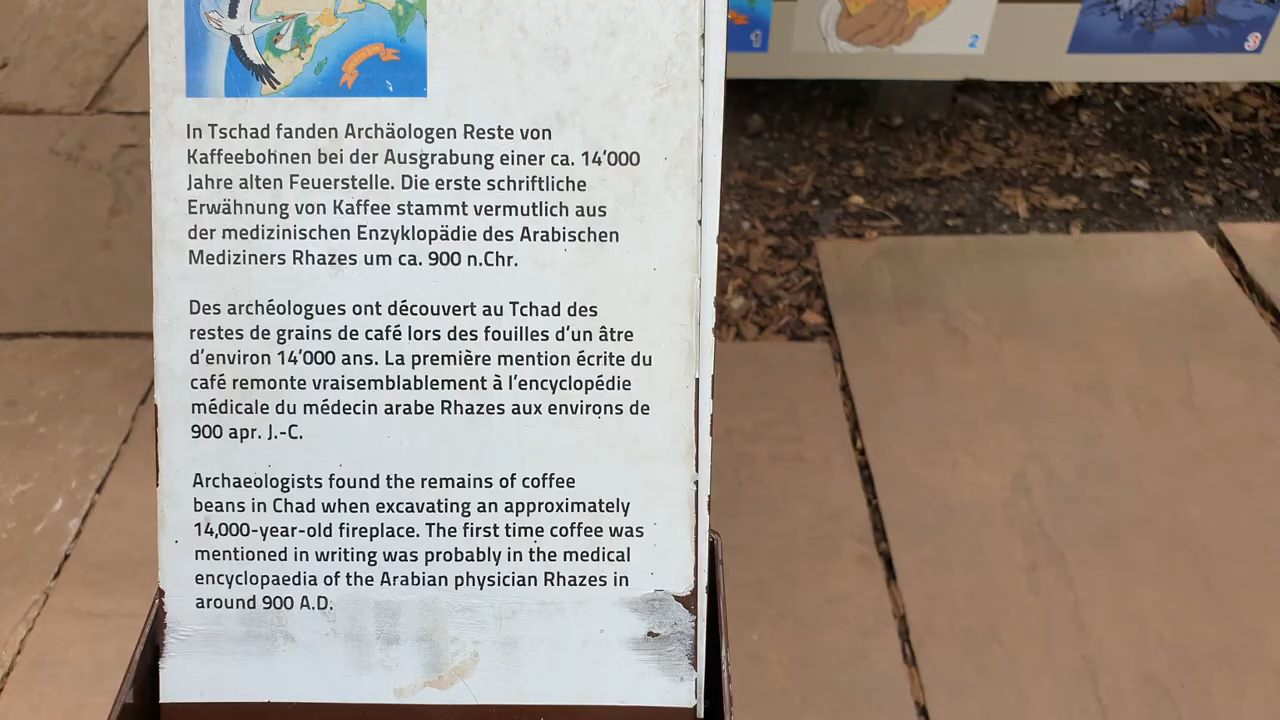 In Tschad fanden Archäologen Reste von
Kaffeebohnen bei der Ausgrabung einer ca. 14’000
Jahre alten Feuerstelle. Die erste schriftliche
Erwähnung von Kaffee stammt vermutlich aus
der medizinischen Enzyklopädie des Arabischen
Mediziners Rhazes um ca. 900 n.Chr.
Des archéologues ont découvert au Tchad des
restes de grains de café lors des fouilles d’un âtre
d’environ 14’000 ans. La première mention écrite du
café remonte vraisemblablement à l’encyclopédie
médicale du médecin arabe Rhazes aux environs de
900 apr. J.-C.
Archaeologists found the remains of coffee
beans in Chad when excavating an approximately
14,000-year-old fireplace. The first time coffee was
mentioned in writing was probably in the medical
encyclopaedia of the Arabian physician Rhazes in
around 900 A.D.
1
2
3